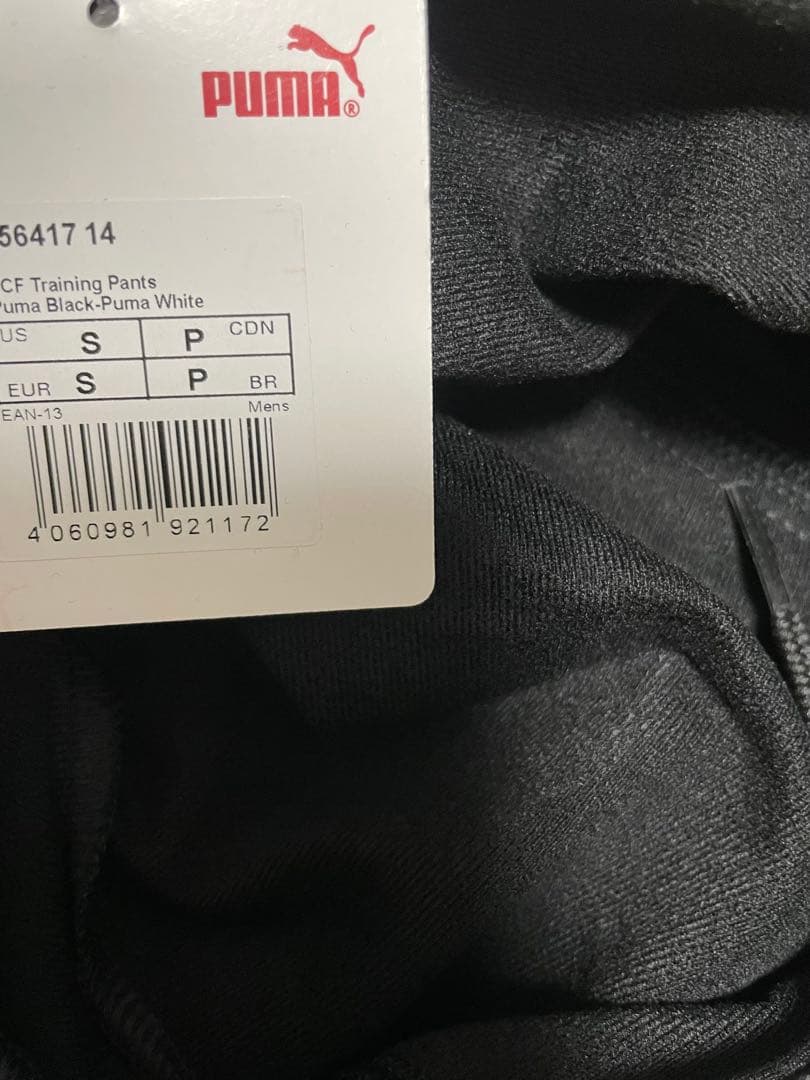 PUMA®
56417 14
CF Training Pants
Puma Black-Puma White
US S P CDN
EUR S P BR
EAN-13 Mens
4 060981 921172